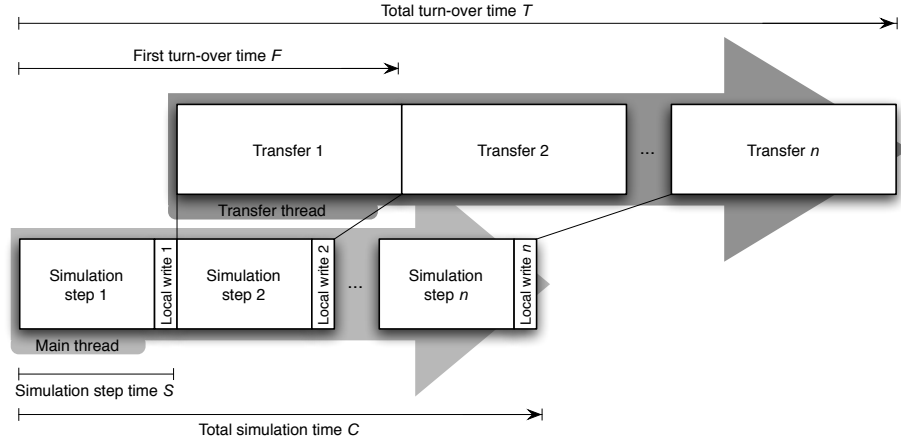 Total turn-over time T
First turn-over time F
Transfer 1
Transfer 2
...
Transfer n
Transfer thread
Simulation
step 1
Local write 1
Simulation
step 2
Local write 2
...
Simulation
step n
Local write n
Main thread
Simulation step time S
Total simulation time C